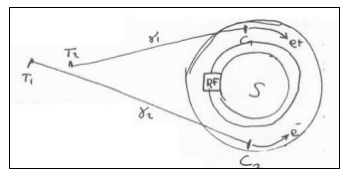 γ₁
C₁
e+
T₂
T₁
RF
S
γ₂
e⁻
C₂